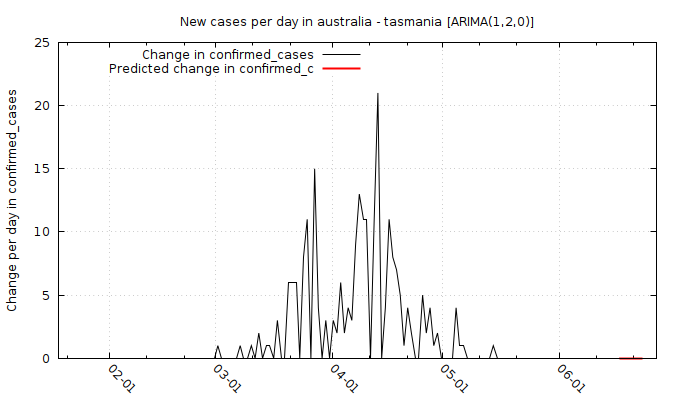 New cases per day in australia - tasmania [ARIMA(1,2,0)]
Change in confirmed_cases
Predicted change in confirmed_c
Change per day in confirmed_cases
25
20
15
10
5
0
02-01
03-01
04-01
05-01
06-01